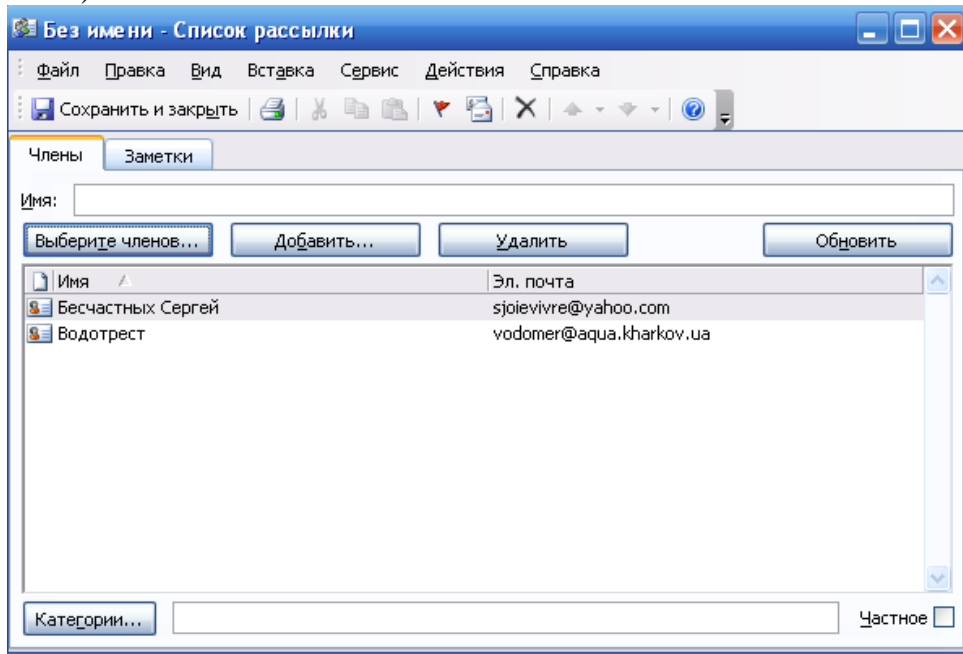 Без имени - Список рассылки
Файл Правка Вид Вставка Сервис Действия Справка
Сохранить и закрыть
Члены Заметки
Имя:
Выберите членов... Добавить... Удалить Обновить
Имя Эл. почта
Бесчастных Сергей sjoievivre@yahoo.com
Водотрест vodomer@aqua.kharkov.ua
Категории... Частное